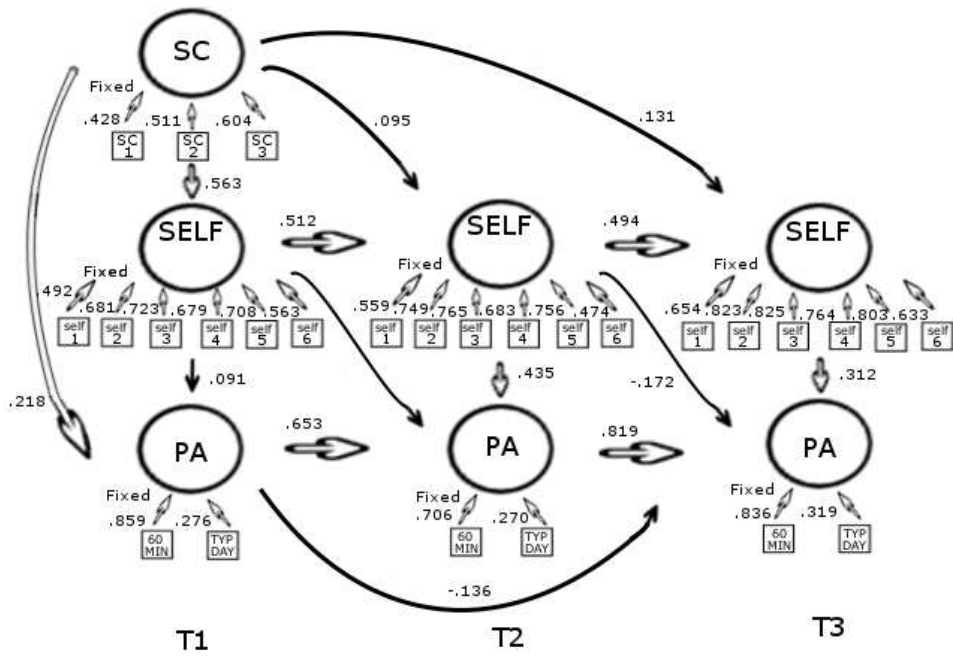 SC
Fixed
.428 .511 .604
SC 1 SC 2 SC 3
.095
.131
.563
SELF SELF SELF
.512 .494
Fixed Fixed Fixed
.492 .681 .723 .679 .708 .563
.559 .749 .765 .683 .756 .474
.654 .823 .825 .764 .803 .633
self 1 self 2 self 3 self 4 self 5 self 6
self 1 self 2 self 3 self 4 self 5 self 6
self 1 self 2 self 3 self 4 self 5 self 6
.218
.091 .435 -.172 .312
.653 .819
PA PA PA
Fixed Fixed Fixed
.859 .276 .706 .270 .836 .319
60 MIN TYP DAY 60 MIN TYP DAY 60 MIN TYP DAY
-.136
T1 T2 T3